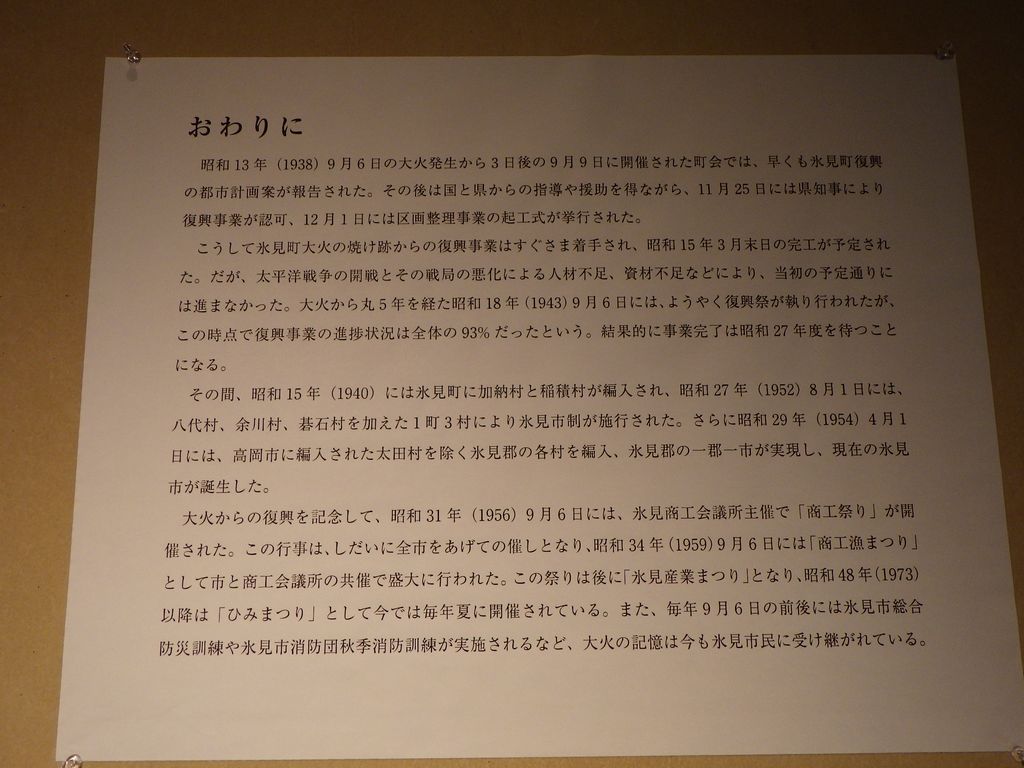 おわりに
昭和 13 年（1938）9 月 6 日の大火発生から 3 日後の 9 月 9 日に開催された町会では、早くも氷見町復興
の都市計画案が報告された。その後は国と県からの指導や援助を得ながら、11 月 25 日には県知事により
復興事業が認可、12 月 1 日には区画整理事業の起工式が挙行された。
こうして氷見町大火の焼け跡からの復興事業はすぐさま着手され、昭和 15 年 3 月末日の完工が予定され
た。だが、太平洋戦争の開戦とその戦局の悪化による人材不足、資材不足などにより、当初の予定通りに
は進まなかった。大火から丸 5 年を経た昭和 18 年（1943）9 月 6 日には、ようやく復興祭が執り行われたが、
この時点で復興事業の進捗状況は全体の 93% だったという。結果的に事業完了は昭和 27 年度を待つこと
になる。
その間、昭和 15 年（1940）には氷見町に加納村と稲積村が編入され、昭和 27 年（1952）8 月 1 日には、
八代村、余川村、碁石村を加えた 1 町 3 村により氷見市制が施行された。さらに昭和 29 年（1954）4 月 1
日には、高岡市に編入された太田村を除く氷見郡の各村を編入、氷見郡の一郡一市が実現し、現在の氷見
市が誕生した。
大火からの復興を記念して、昭和 31 年（1956）9 月 6 日には、氷見商工会議所主催で「商工祭り」が開
催された。この行事は、しだいに全市をあげての催しとなり、昭和 34 年（1959）9 月 6 日には「商工漁まつり」
として市と商工会議所の共催で盛大に行われた。この祭りは後に「氷見産業まつり」となり、昭和 48 年（1973）
以降は「ひみまつり」として今では毎年夏に開催されている。また、毎年 9 月 6 日の前後には氷見市総合
防災訓練や氷見市消防団秋季消防訓練が実施されるなど、大火の記憶は今も氷見市民に受け継がれている。